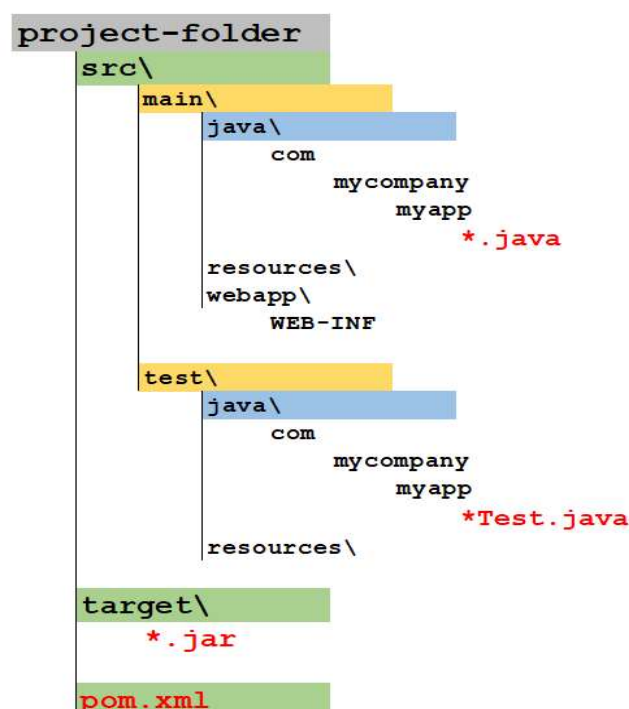 project-folder
src\
main\
java\
com
mycompany
myapp
*.java
resources\
webapp\
WEB-INF
test\
java\
com
mycompany
myapp
*Test.java
resources\
target\
*.jar
pom.xml